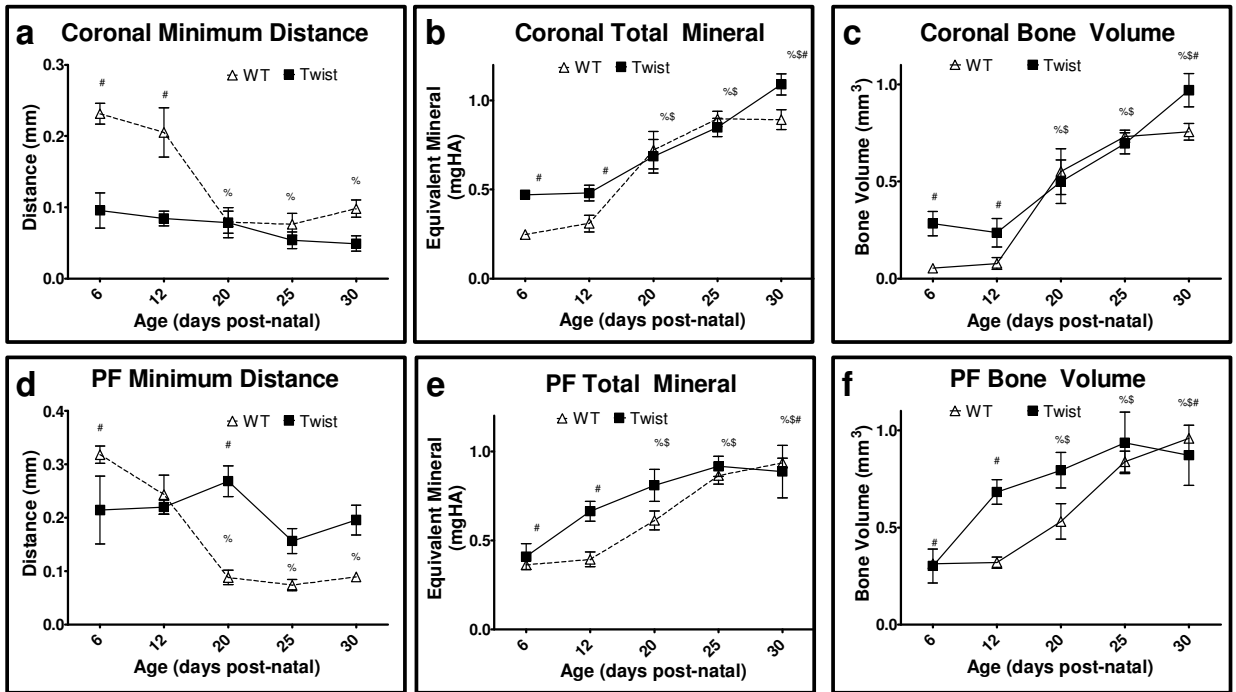 a Coronal Minimum Distance
0.3
WT Twist
# #
0.2
Distance (mm)
0.1
% % %
0.0
6 12 20 25 30
Age (days post-natal)
b Coronal Total Mineral
%$#
WT Twist
1.0
%$ %$
Equivalent Mineral
(mgHA)
0.5
# #
0.0
6 12 20 25 30
Age (days post-natal)
c Coronal Bone Volume
%$#
WT Twist
1.0
%$ %$
Bone Volume (mm³)
0.5
# #
0.0
6 12 20 25 30
Age (days post-natal)
d PF Minimum Distance
0.4
WT Twist
# #
0.3
Distance (mm)
0.2
% % %
0.1
0.0
6 12 20 25 30
Age (days post-natal)
e PF Total Mineral
WT Twist
%$ %$ %$#
1.0
Equivalent Mineral
(mgHA)
# #
0.5
0.0
6 12 20 25 30
Age (days post-natal)
f PF Bone Volume
WT Twist
%$ %$#
1.0
# %$
Bone Volume (mm³)
0.5
#
0.0
6 12 20 25 30
Age (days post-natal)